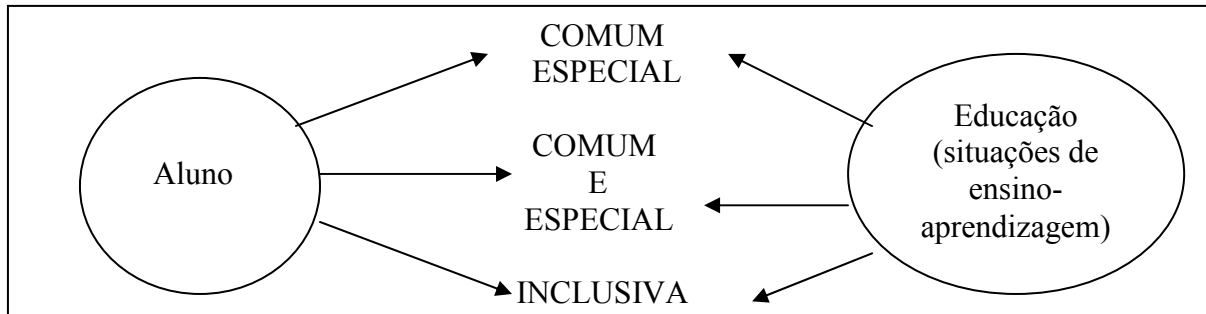 Aluno
COMUM
ESPECIAL
COMUM
E
ESPECIAL
INCLUSIVA
Educação
(situações de
ensino-
aprendizagem)